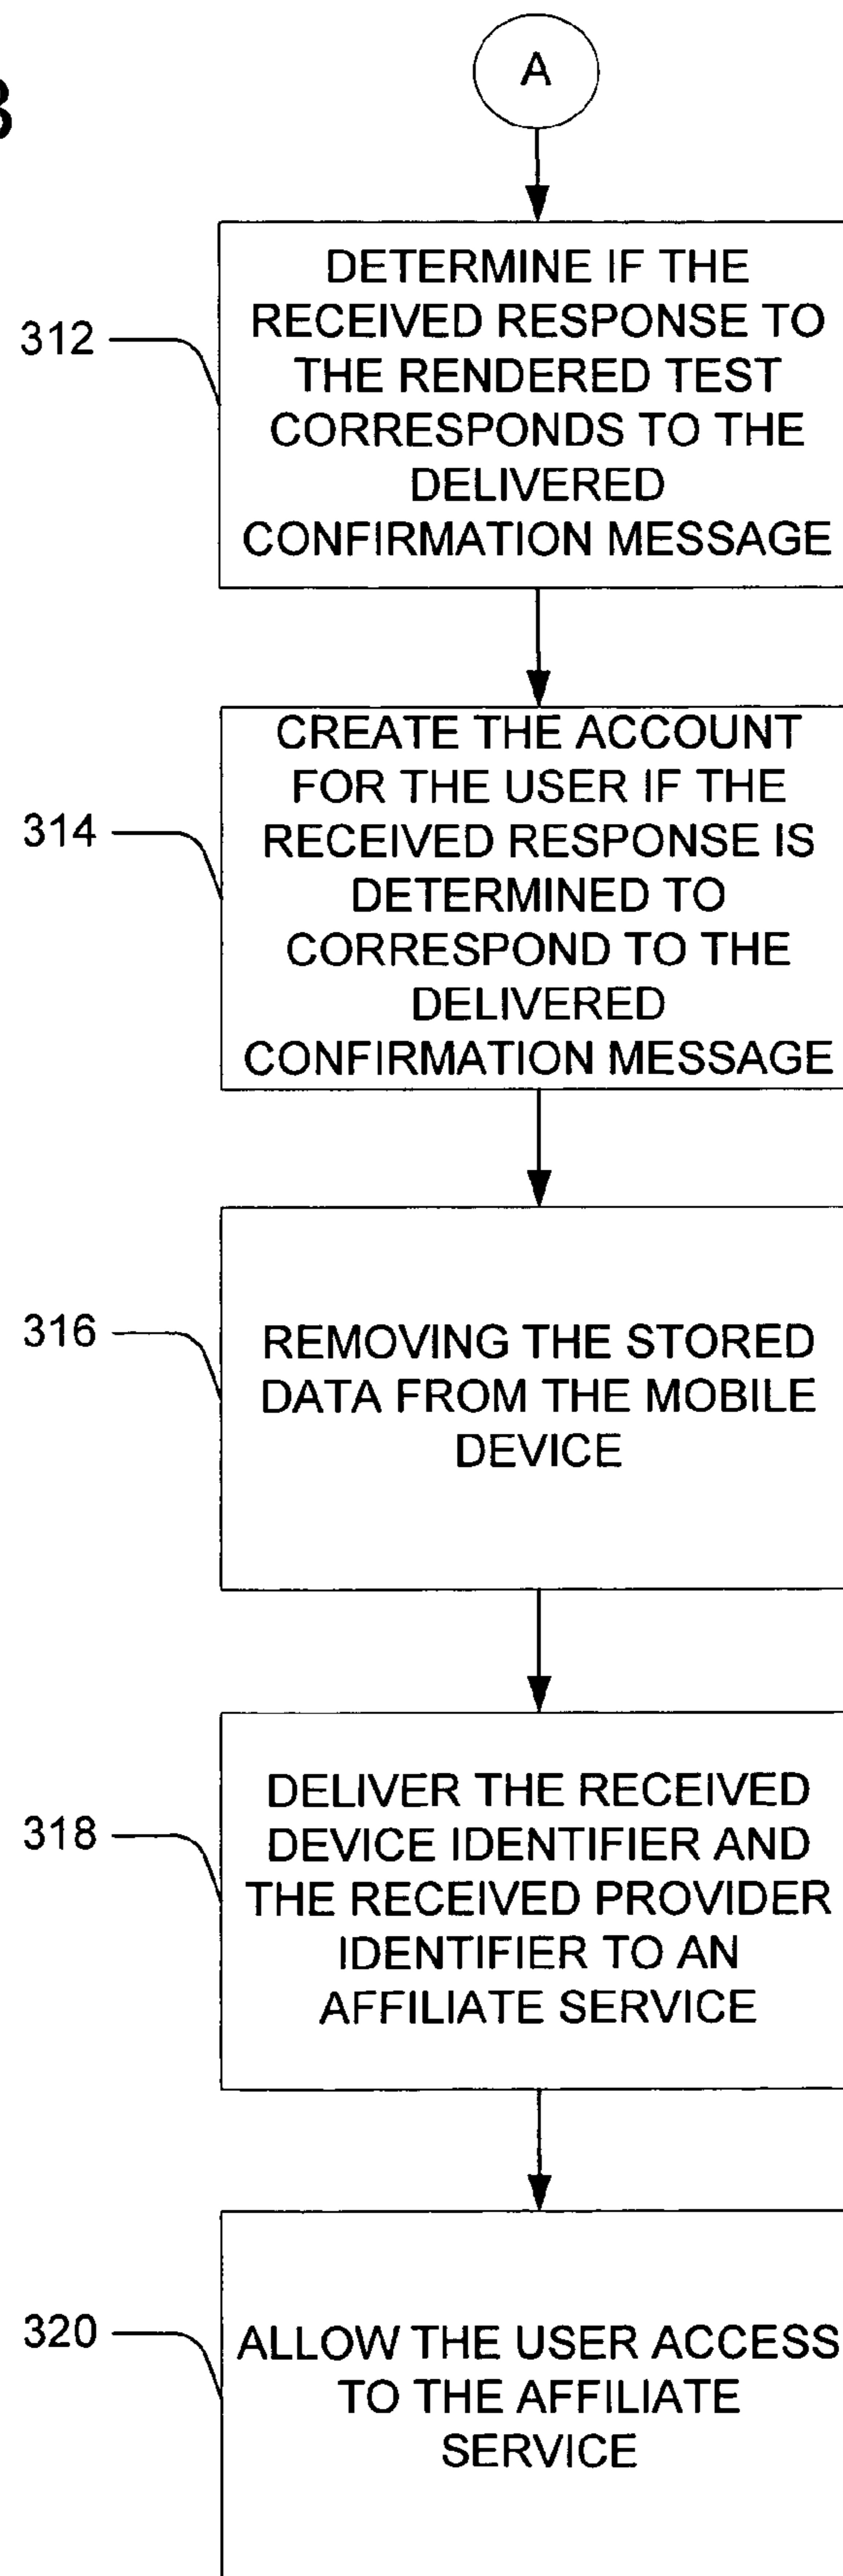 B
A
312
DETERMINE IF THE
RECEIVED RESPONSE TO
THE RENDERED TEST
CORRESPONDS TO THE
DELIVERED
CONFIRMATION MESSAGE
314
CREATE THE ACCOUNT
FOR THE USER IF THE
RECEIVED RESPONSE IS
DETERMINED TO
CORRESPOND TO THE
DELIVERED
CONFIRMATION MESSAGE
316
REMOVING THE STORED
DATA FROM THE MOBILE
DEVICE
318
DELIVER THE RECEIVED
DEVICE IDENTIFIER AND
THE RECEIVED PROVIDER
IDENTIFIER TO AN
AFFILIATE SERVICE
320
ALLOW THE USER ACCESS
TO THE AFFILIATE
SERVICE